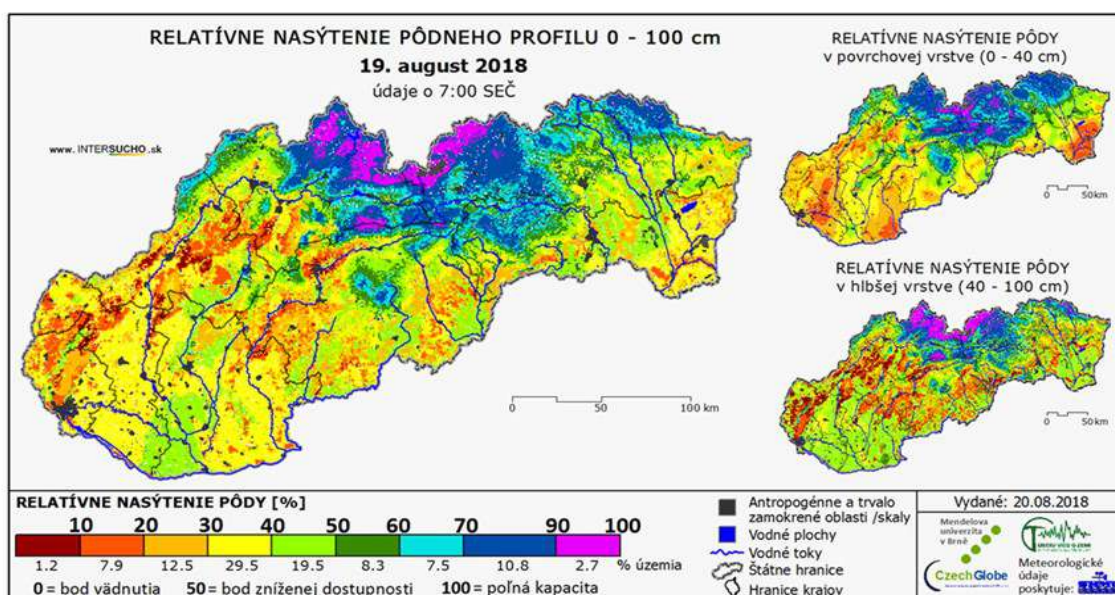 RELATÍVNE NASÝTENIE PÔDNEHO PROFILU 0 - 100 cm
19. august 2018
údaje o 7:00 SEČ
www.INTERSUCHO.sk
0 50 100 km
RELATÍVNE NASÝTENIE PÔDY
v povrchovej vrstve (0 - 40 cm)
0 50km
RELATÍVNE NASÝTENIE PÔDY
v hlbšej vrstve (40 - 100 cm)
0 50km
RELATÍVNE NASÝTENIE PÔDY [%]
10 20 30 40 50 60 70 90 100
1.2 7.9 12.5 29.5 19.5 8.3 7.5 10.8 2.7 % územia
0 = bod vädnutia 50 = bod zníženej dostupnosti 100 = poľná kapacita
Antropogénne a trvalo
zamokrené oblasti /skaly
Vodné plochy
Vodné toky
Štátne hranice
Hranice krajov
Vydané: 20.08.2018
Mendelova
univerzita
v Brně
CzechGlobe
Meteorologické
údaje
poskytuje: